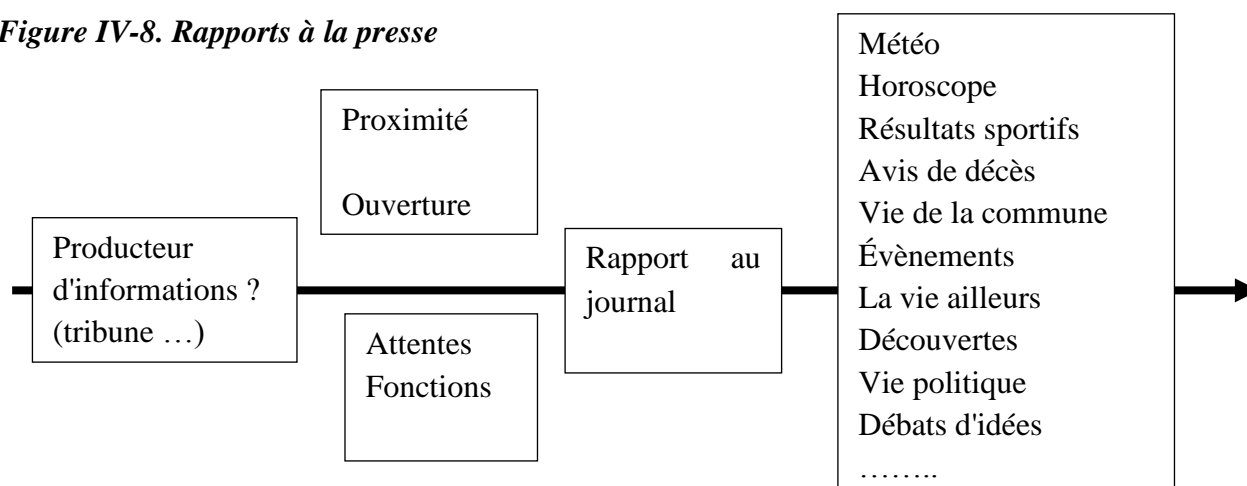 Figure IV-8. Rapports à la presse
Proximité
Ouverture
Producteur
d'informations ?
(tribune …)
Attentes
Fonctions
Rapport au
journal
Météo
Horoscope
Résultats sportifs
Avis de décès
Vie de la commune
Évènements
La vie ailleurs
Découvertes
Vie politique
Débats d'idées
……..